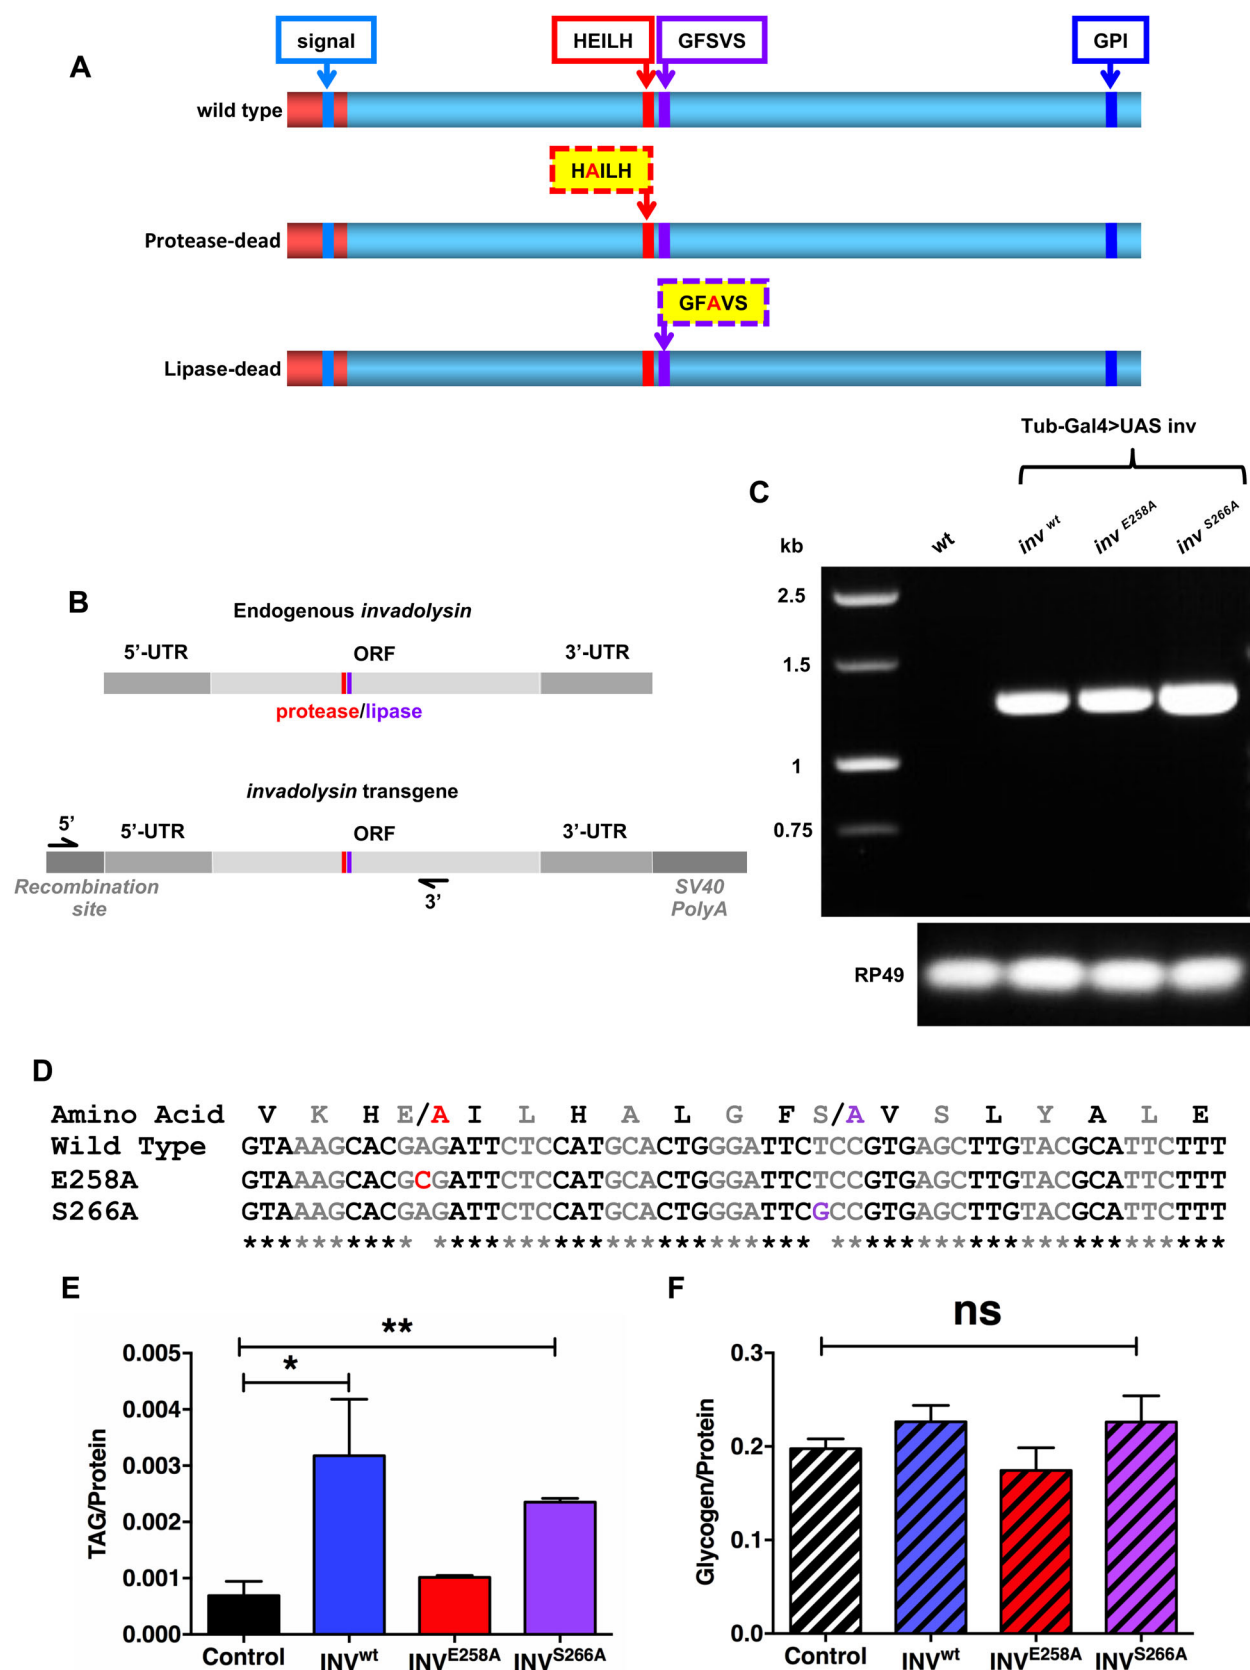 A
signal
HEILH
GFSVS
GPI
wild type
HAILH
Protease-dead
GFAVS
Lipase-dead
Tub-Gal4>UAS inv
C
kb
wt
inv wt
inv E258A
inv S266A
2.5
1.5
1
0.75
RP49
B
Endogenous invadolysin
5'-UTR
ORF
3'-UTR
protease/lipase
invadolysin transgene
5'
5'-UTR
ORF
3'-UTR
Recombination
site
3'
SV40
PolyA
D
Amino Acid V K H E/A I L H A L G F S/A V S L Y A L E
Wild Type GTAAAGCACGAGATTCTCCATGCACTGGGATTCTCCGTGAGCTTGTACGCATTCTTT
E258A GTAAAGCACGCGATTCTCCATGCACTGGGATTCTCCGTGAGCTTGTACGCATTCTTT
S266A GTAAAGCACGAGATTCTCCATGCACTGGGATTCGCCGTGAGCTTGTACGCATTCTTT
********** ********************** ***********************
E
**
*
0.005
0.004
0.003
0.002
0.001
0.000
TAG/Protein
Control
INVwt
INVE258A
INVS266A
F
ns
0.3
0.2
0.1
0.0
Glycogen/Protein
Control
INVwt
INVE258A
INVS266A